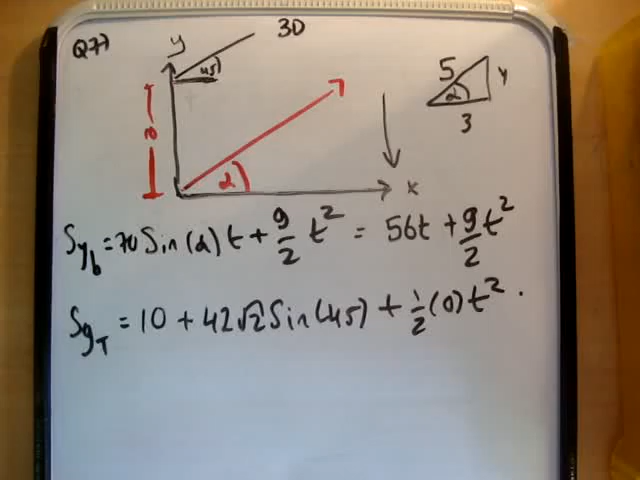 Q77
y
30
45
10
α
x
5
α
4
3
Sy_b = 70 Sin(α)t + g/2 t² = 56t + g/2 t²
Sy_T = 10 + 42√2 Sin(45) + 1/2 (0)t².